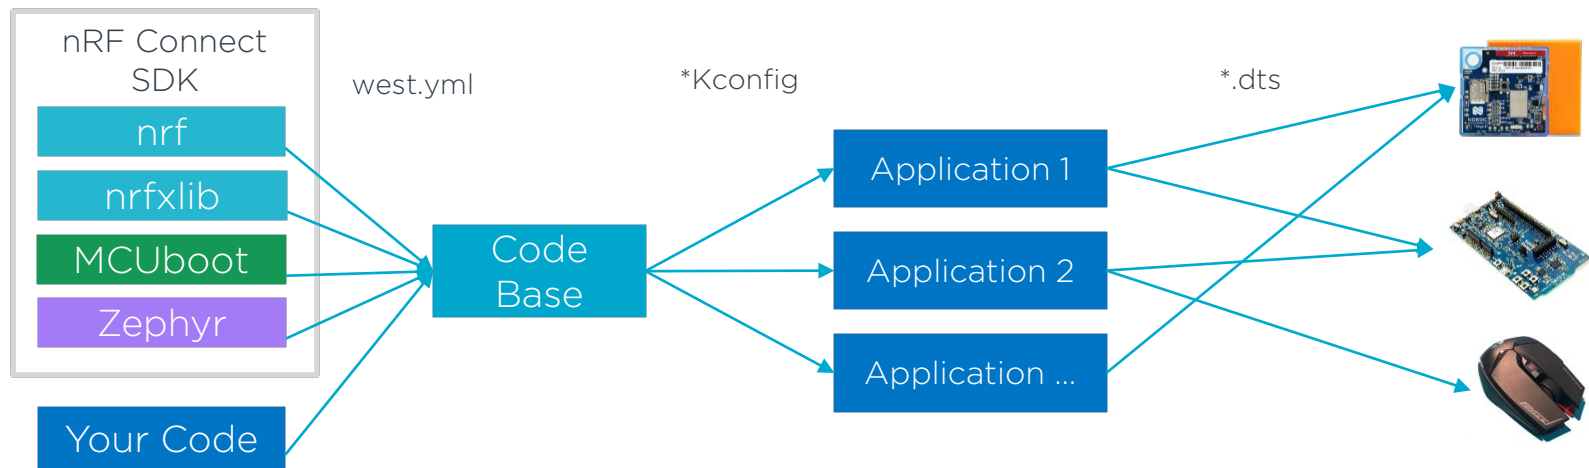 nRF Connect
SDK
nrf
nrfxlib
MCUboot
Zephyr
Your Code
west.yml
Code
Base
*Kconfig
Application 1
Application 2
Application ...
*.dts